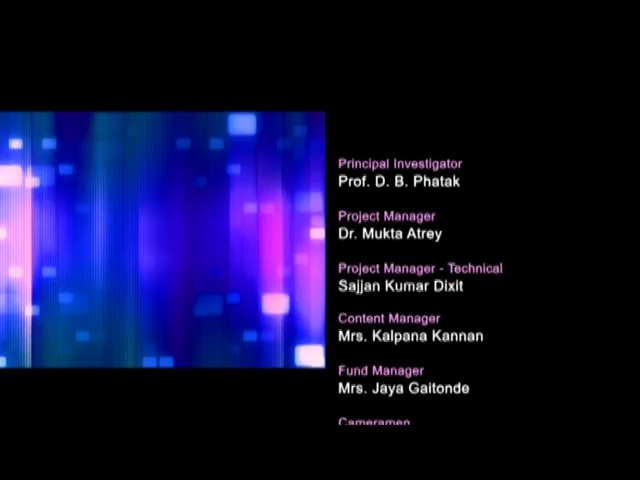 Principal Investigator
Prof. D. B. Phatak
Project Manager
Dr. Mukta Atrey
Project Manager - Technical
Sajjan Kumar Dixit
Content Manager
Mrs. Kalpana Kannan
Fund Manager
Mrs. Jaya Gaitonde
Cameramen